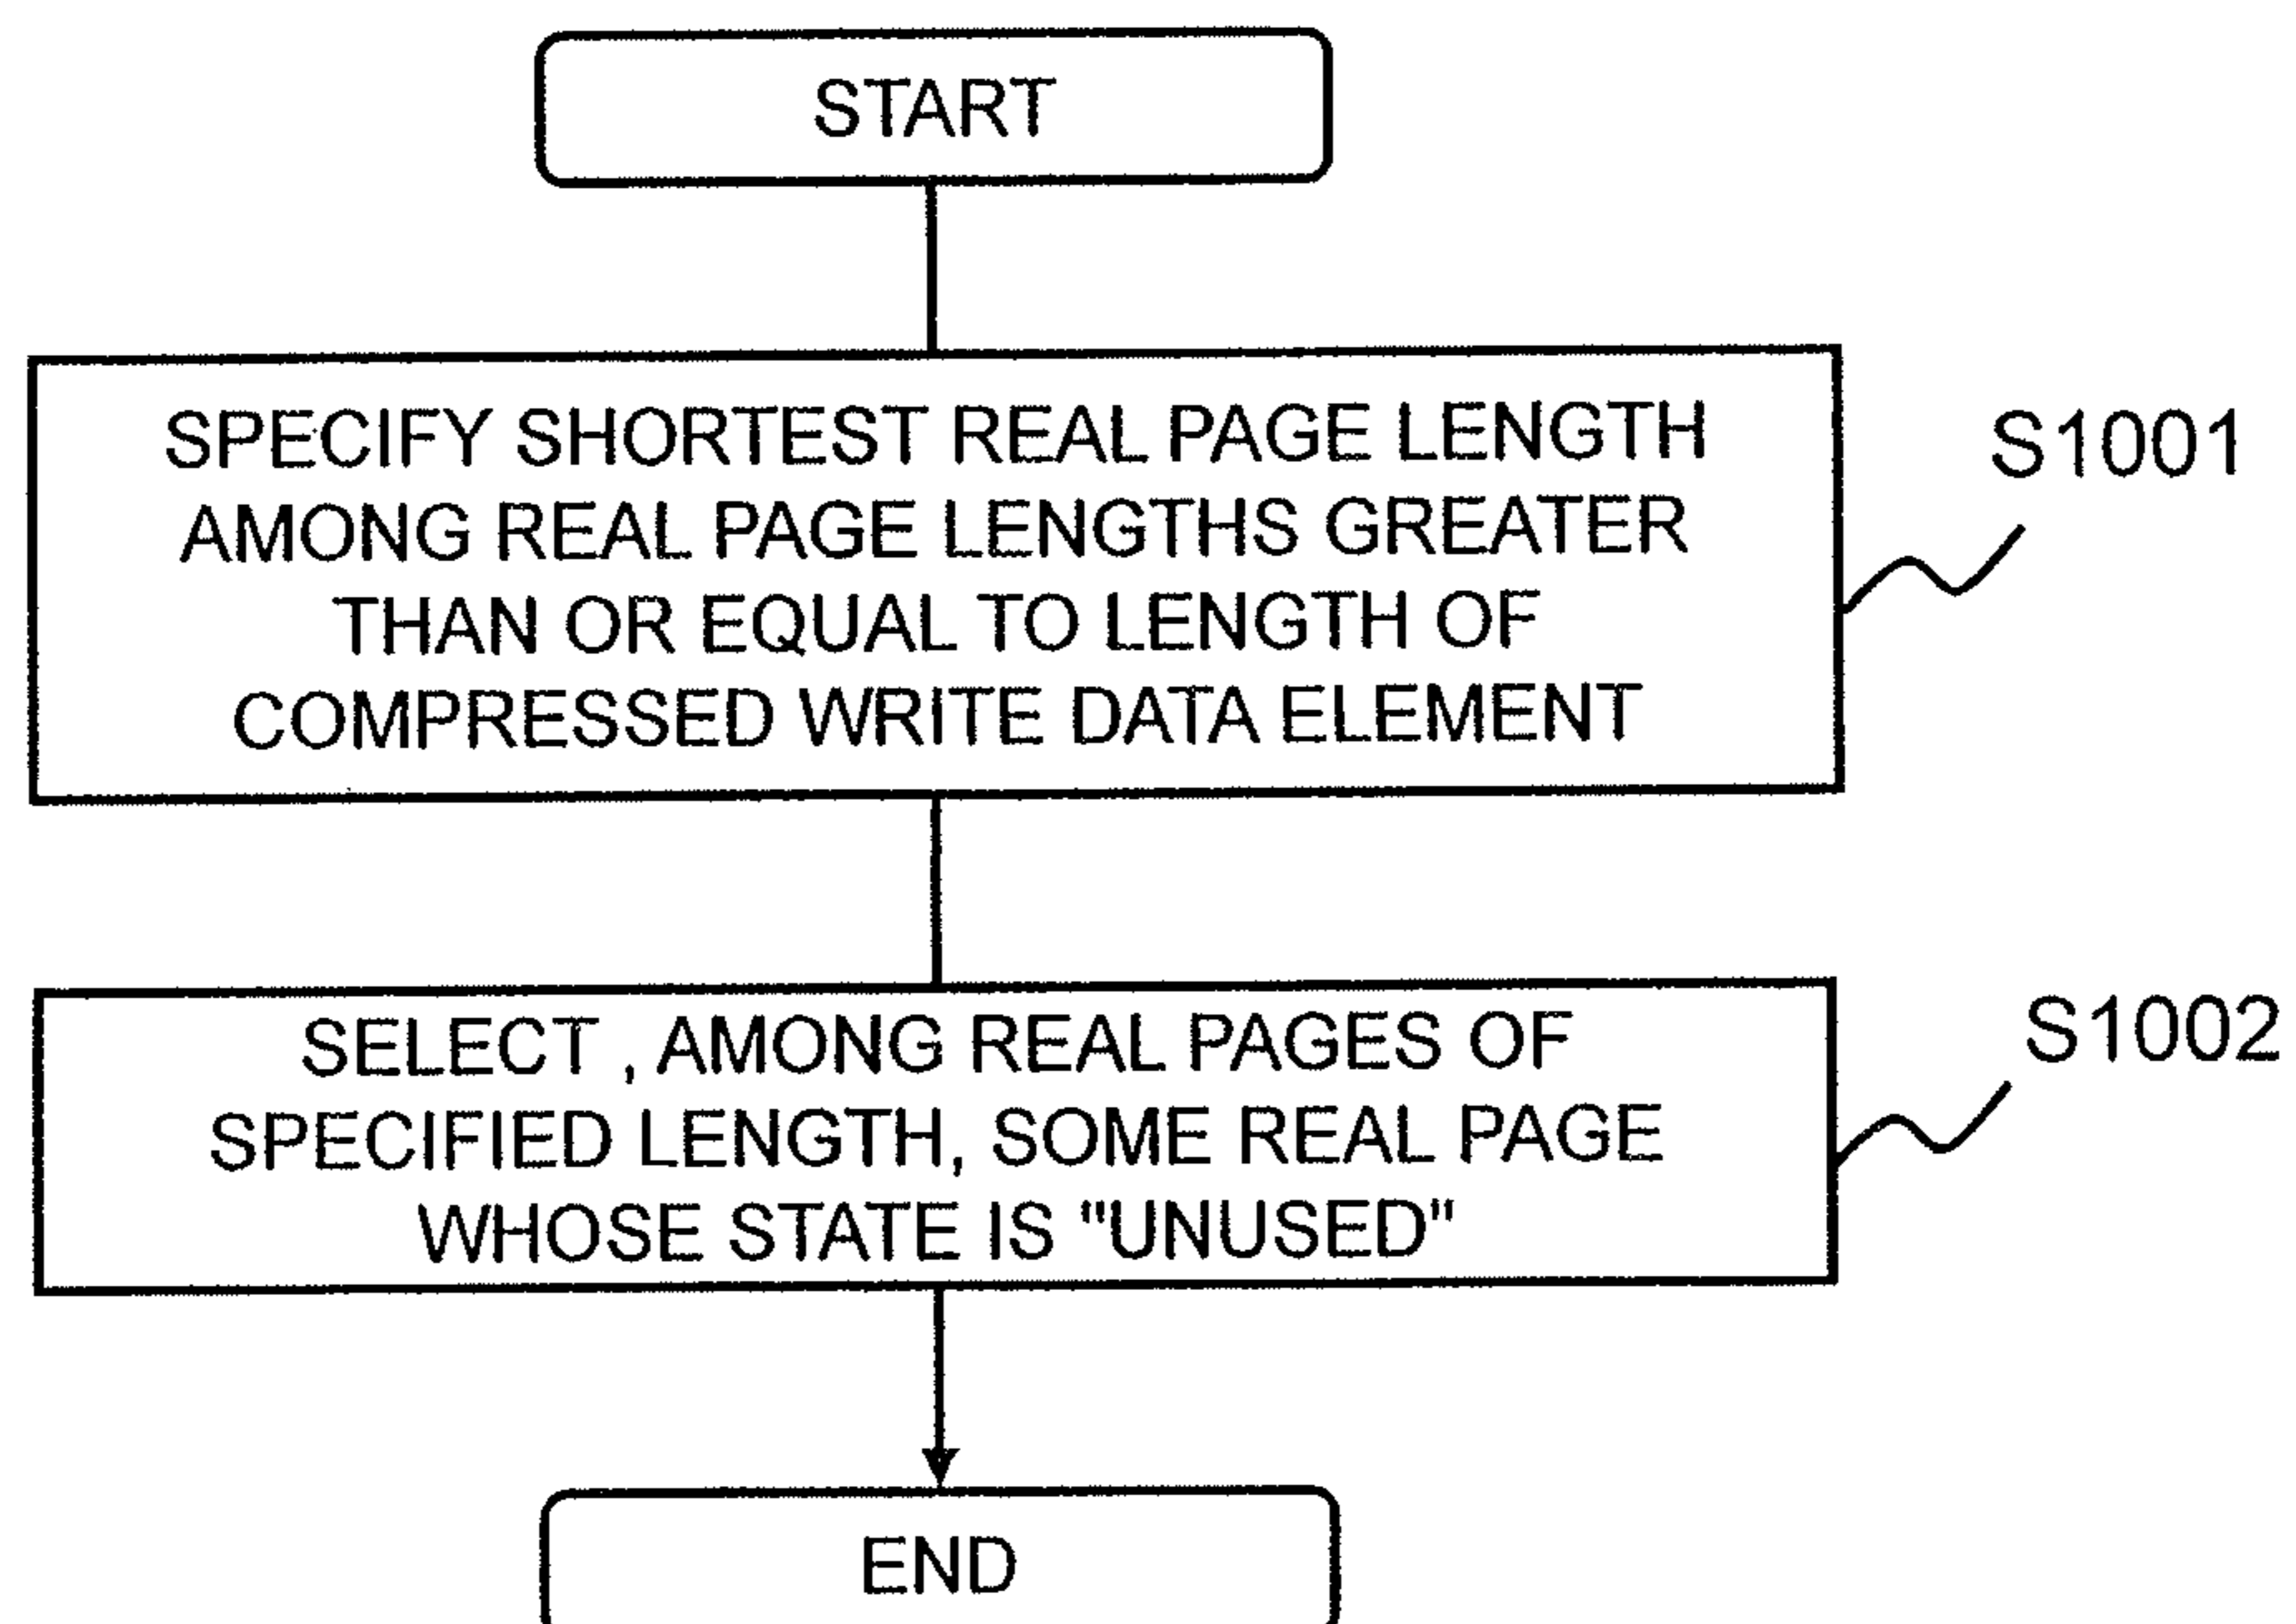 START
SPECIFY SHORTEST REAL PAGE LENGTH
AMONG REAL PAGE LENGTHS GREATER
THAN OR EQUAL TO LENGTH OF
COMPRESSED WRITE DATA ELEMENT
S1001
SELECT , AMONG REAL PAGES OF
SPECIFIED LENGTH, SOME REAL PAGE
WHOSE STATE IS "UNUSED"
S1002
END